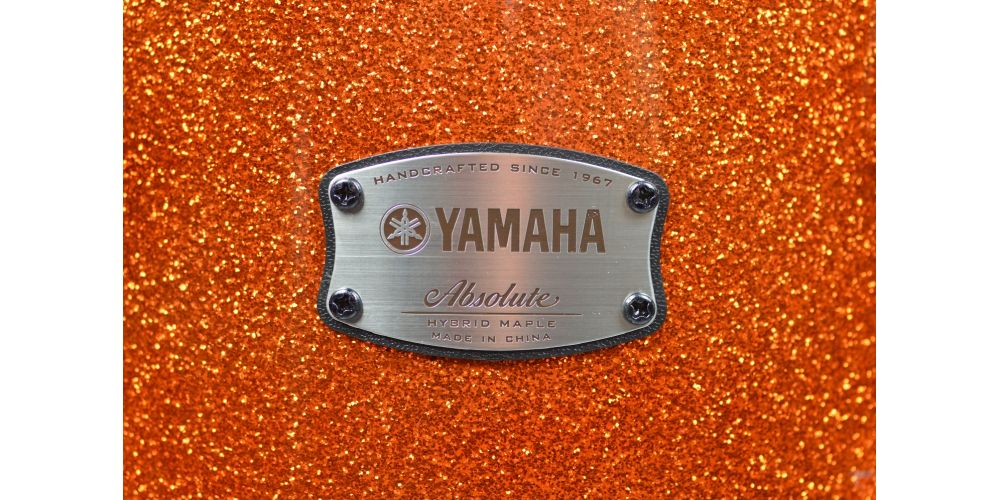 HANDCRAFTED SINCE 1967
YAMAHA
Absolute
HYBRID MAPLE
MADE IN CHINA